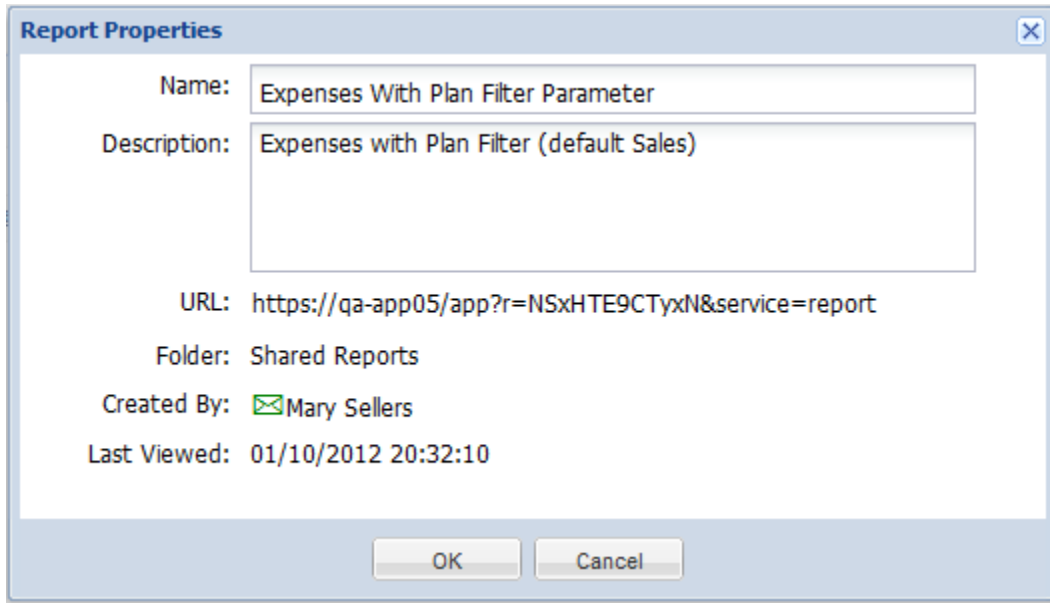 Report Properties
Name: Expenses With Plan Filter Parameter
Description: Expenses with Plan Filter (default Sales)
URL: https://qa-app05/app?r=NSxHTE9CTyxN&service=report
Folder: Shared Reports
Created By: Mary Sellers
Last Viewed: 01/10/2012 20:32:10
OK Cancel